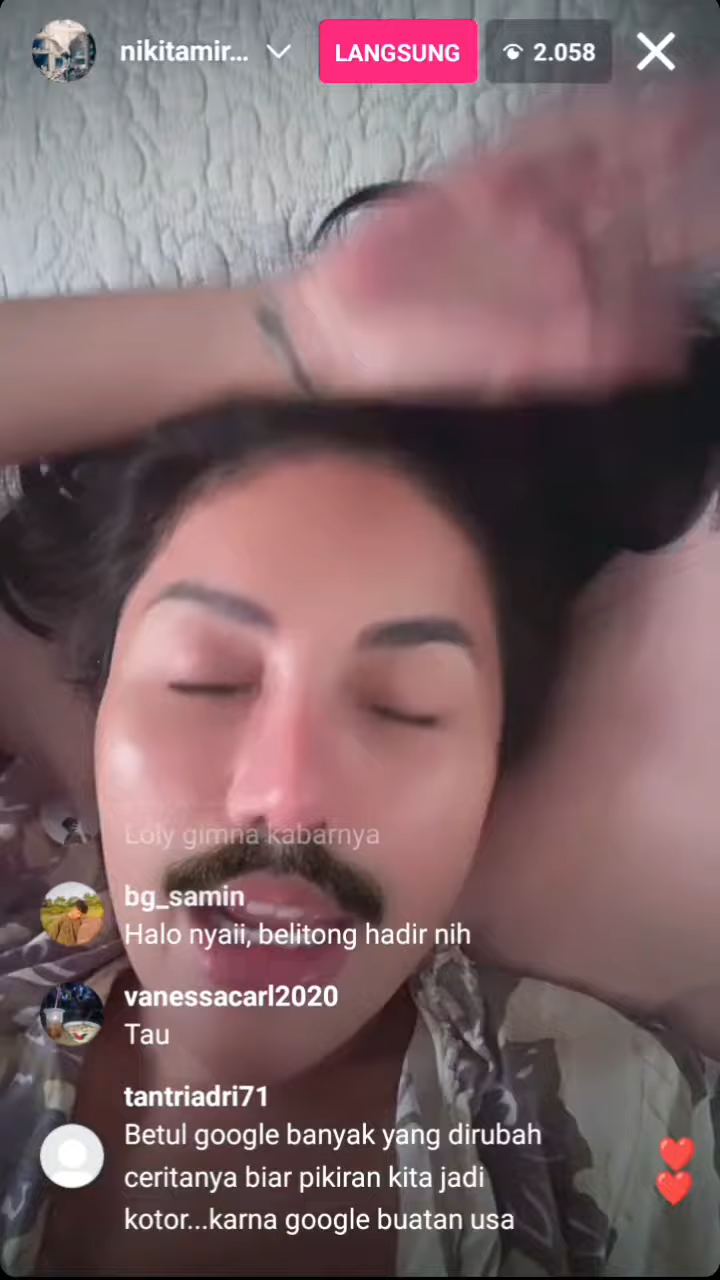 nikitamir...
LANGSUNG
2.058
Loly gimna kabarnya
bg_samin
Halo nyaii, belitong hadir nih
vanessacarl2020
Tau
tantriadri71
Betul google banyak yang dirubah
ceritanya biar pikiran kita jadi
kotor...karna google buatan usa